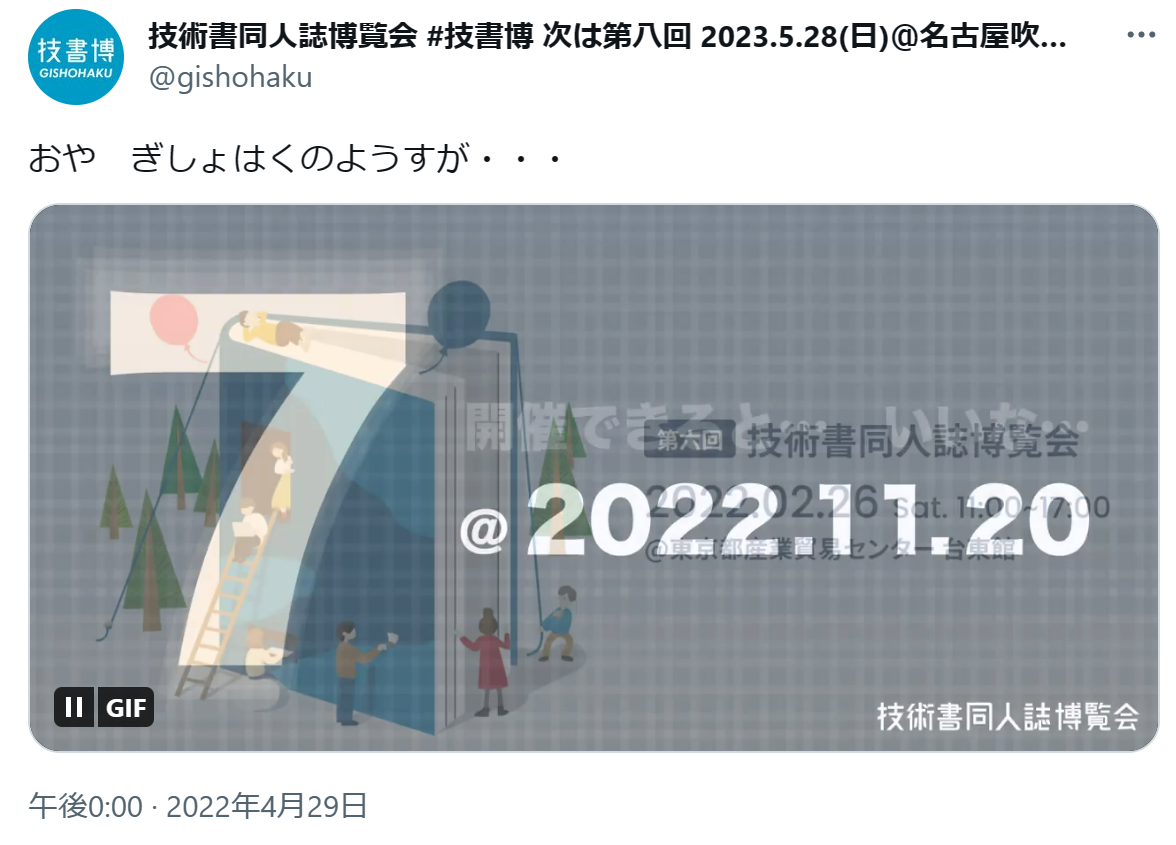 技術書同人誌博覧会 #技書博 次は第八回 2023.5.28(日)@名古屋吹…
技書博
GISHOHAKU
@gishohaku
おや　ぎしょはくのようすが・・・
7
開催できると… いいな…
第六回 技術書同人誌博覧会
2022.02.26 Sat. 11:00~17:00
@2022.11.20
@東京都産業貿易センター 台東館
GIF
技術書同人誌博覧会
午後0:00 · 2022年4月29日